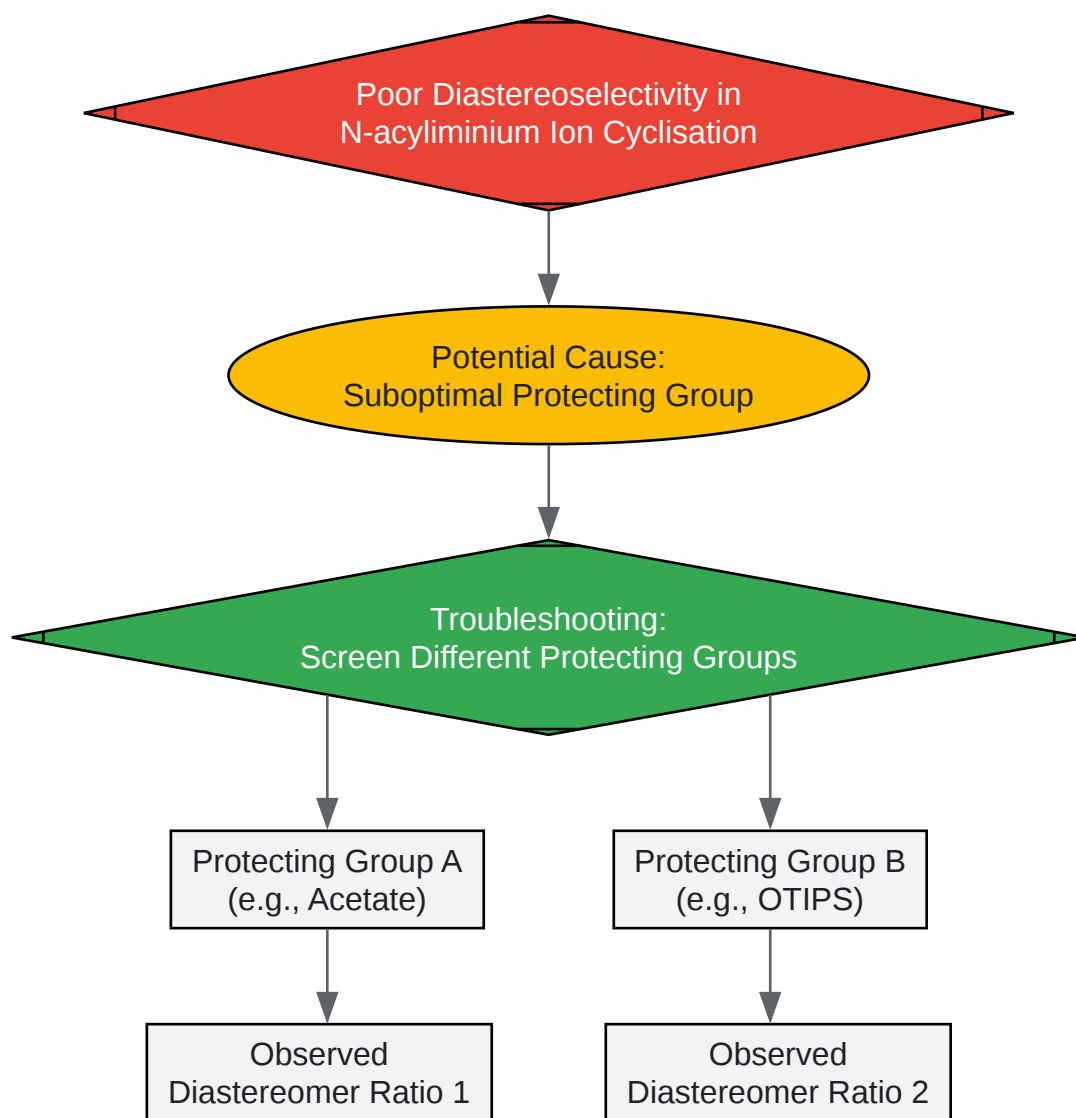 Poor Diastereoselectivity in
N-acyliminium Ion Cyclisation
Potential Cause:
Suboptimal Protecting Group
Troubleshooting:
Screen Different Protecting Groups
Protecting Group A
(e.g., Acetate)
Protecting Group B
(e.g., OTIPS)
Observed
Diastereomer Ratio 1
Observed
Diastereomer Ratio 2